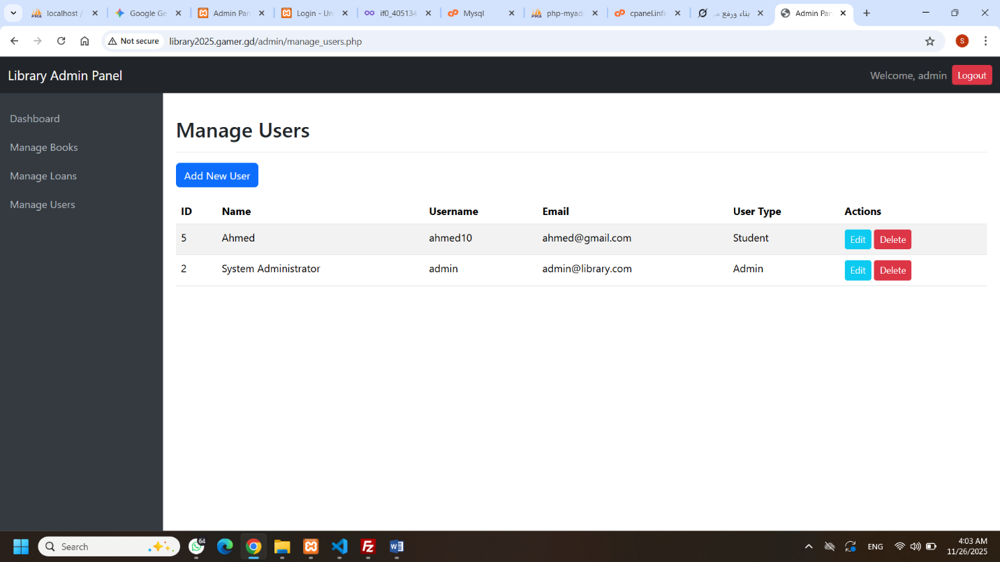 localhost /
Google Ge
Admin Pan
Login - Un
if0_405134
Mysql
php-myad
cpanel.infi
بناء ورفع مو
Admin Pan
Not secure
library2025.gamer.gd/admin/manage_users.php
S
Library Admin Panel
Welcome, admin
Logout
Dashboard
Manage Books
Manage Loans
Manage Users
Manage Users
Add New User
ID Name Username Email User Type Actions
5 Ahmed ahmed10 ahmed@gmail.com Student Edit Delete
2 System Administrator admin admin@library.com Admin Edit Delete
Search
64
ENG
4:03 AM
11/26/2025